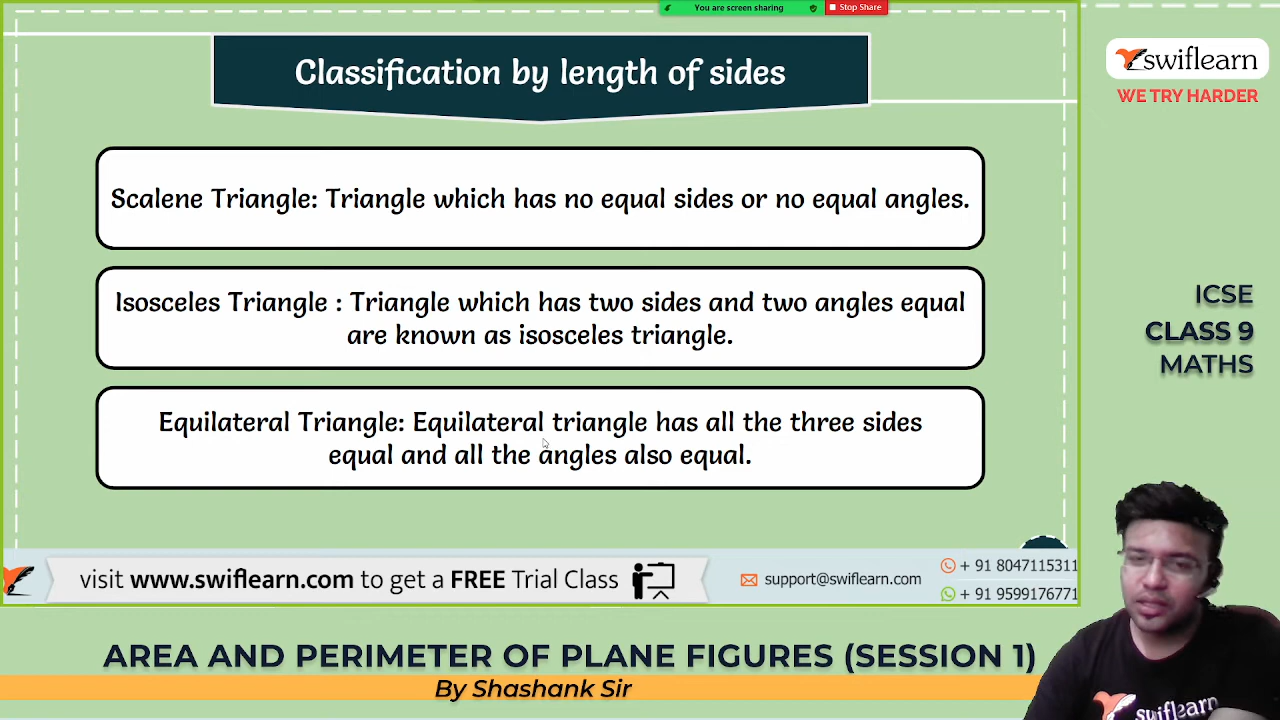 You are screen sharing
Stop Share
Classification by length of sides
swiflearn
WE TRY HARDER
Scalene Triangle: Triangle which has no equal sides or no equal angles.
Isosceles Triangle : Triangle which has two sides and two angles equal
are known as isosceles triangle.
Equilateral Triangle: Equilateral triangle has all the three sides
equal and all the angles also equal.
ICSE
CLASS 9
MATHS
visit www.swiflearn.com to get a FREE Trial Class
support@swiflearn.com
+ 91 8047115311
+ 91 9599176771
AREA AND PERIMETER OF PLANE FIGURES (SESSION 1)
By Shashank Sir
swiflearn